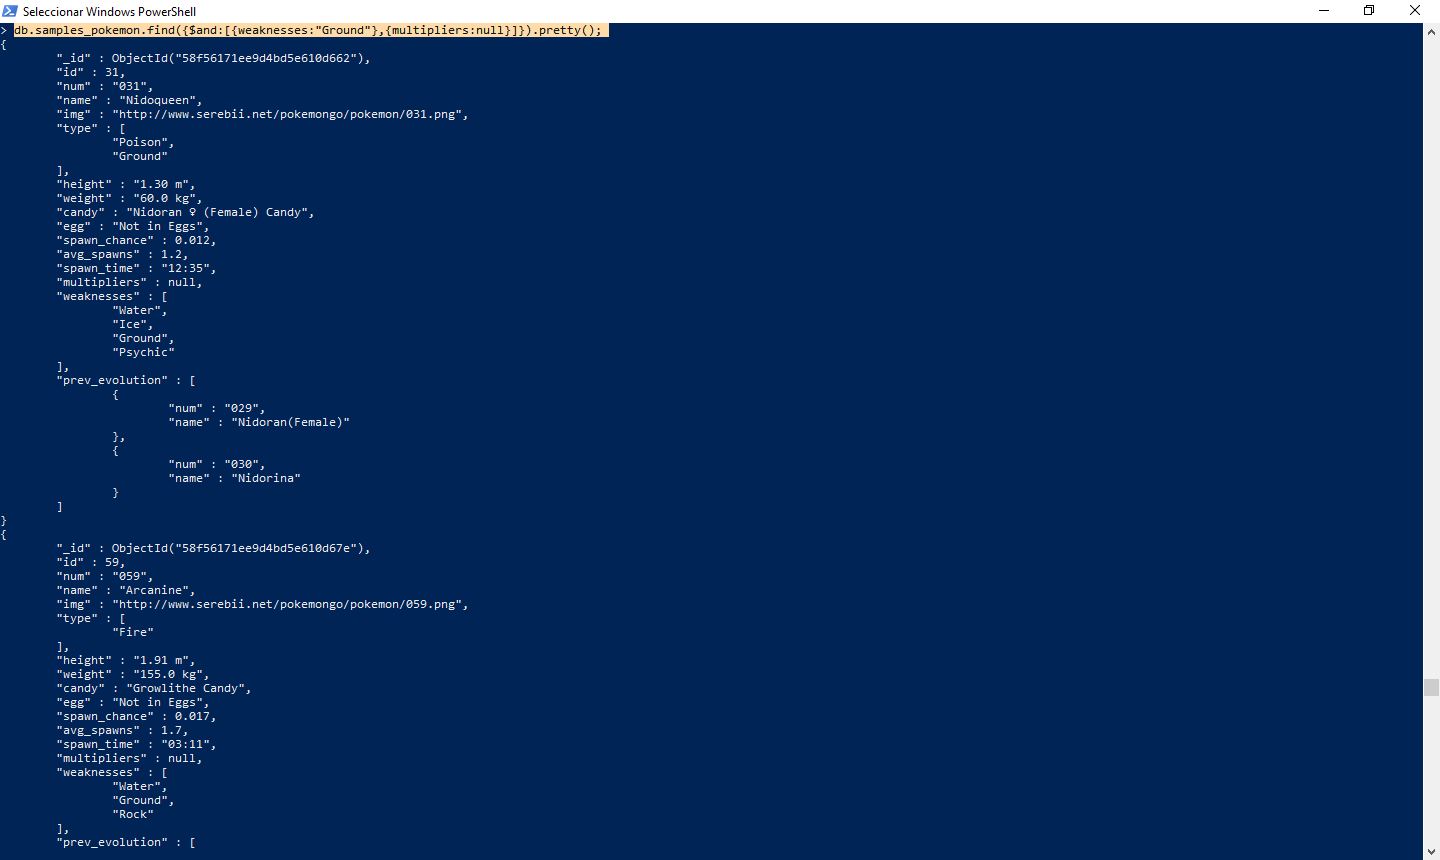 Seleccionar Windows PowerShell
> db.samples_pokemon.find({$and:[{weaknesses:"Ground"},{multipliers:null}]}).pretty();
{
        "_id" : ObjectId("58f56171ee9d4bd5e610d662"),
        "id" : 31,
        "num" : "031",
        "name" : "Nidoqueen",
        "img" : "http://www.serebii.net/pokemongo/pokemon/031.png",
        "type" : [
                "Poison",
                "Ground"
        ],
        "height" : "1.30 m",
        "weight" : "60.0 kg",
        "candy" : "Nidoran ♀ (Female) Candy",
        "egg" : "Not in Eggs",
        "spawn_chance" : 0.012,
        "avg_spawns" : 1.2,
        "spawn_time" : "12:35",
        "multipliers" : null,
        "weaknesses" : [
                "Water",
                "Ice",
                "Ground",
                "Psychic"
        ],
        "prev_evolution" : [
                {
                        "num" : "029",
                        "name" : "Nidoran(Female)"
                },
                {
                        "num" : "030",
                        "name" : "Nidorina"
                }
        ]
}
{
        "_id" : ObjectId("58f56171ee9d4bd5e610d67e"),
        "id" : 59,
        "num" : "059",
        "name" : "Arcanine",
        "img" : "http://www.serebii.net/pokemongo/pokemon/059.png",
        "type" : [
                "Fire"
        ],
        "height" : "1.91 m",
        "weight" : "155.0 kg",
        "candy" : "Growlithe Candy",
        "egg" : "Not in Eggs",
        "spawn_chance" : 0.017,
        "avg_spawns" : 1.7,
        "spawn_time" : "03:11",
        "multipliers" : null,
        "weaknesses" : [
                "Water",
                "Ground",
                "Rock"
        ],
        "prev_evolution" : [